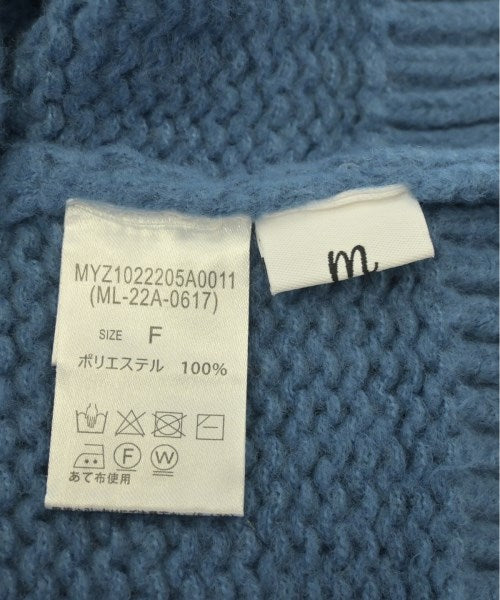 MYZ1022205A0011
(ML-22A-0617)
SIZE F
ポリエステル 100%
F W
あて布使用
m